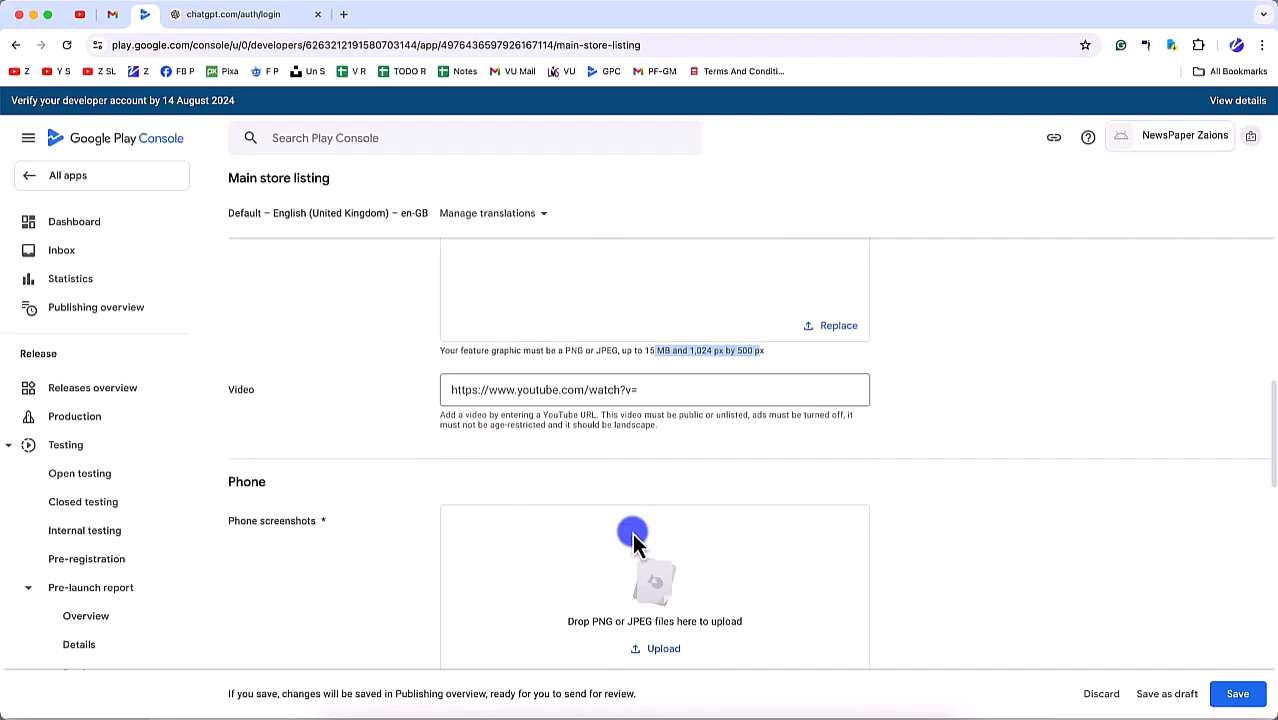 chatgpt.com/auth/login
play.google.com/console/u/0/developers/6263212191580703144/app/4976436597926167114/main-store-listing
Z
Y S
Z SL
Z
FB P
Pixa
F P
Un S
V R
TODO R
Notes
VU Mail
VU
GPC
PF-GM
Terms And Conditi...
All Bookmarks
Verify your developer account by 14 August 2024
View details
Google Play Console
Search Play Console
NewsPaper Zaions
All apps
Main store listing
Default – English (United Kingdom) – en-GB
Manage translations
Dashboard
Inbox
Statistics
Publishing overview
Release
Releases overview
Production
Testing
Open testing
Closed testing
Internal testing
Pre-registration
Pre-launch report
Overview
Details
Replace
Your feature graphic must be a PNG or JPEG, up to 15 MB and 1,024 px by 500 px
Video
https://www.youtube.com/watch?v=
Add a video by entering a YouTube URL. This video must be public or unlisted, ads must be turned off, it
must not be age-restricted and it should be landscape.
Phone
Phone screenshots *
Drop PNG or JPEG files here to upload
Upload
If you save, changes will be saved in Publishing overview, ready for you to send for review.
Discard
Save as draft
Save